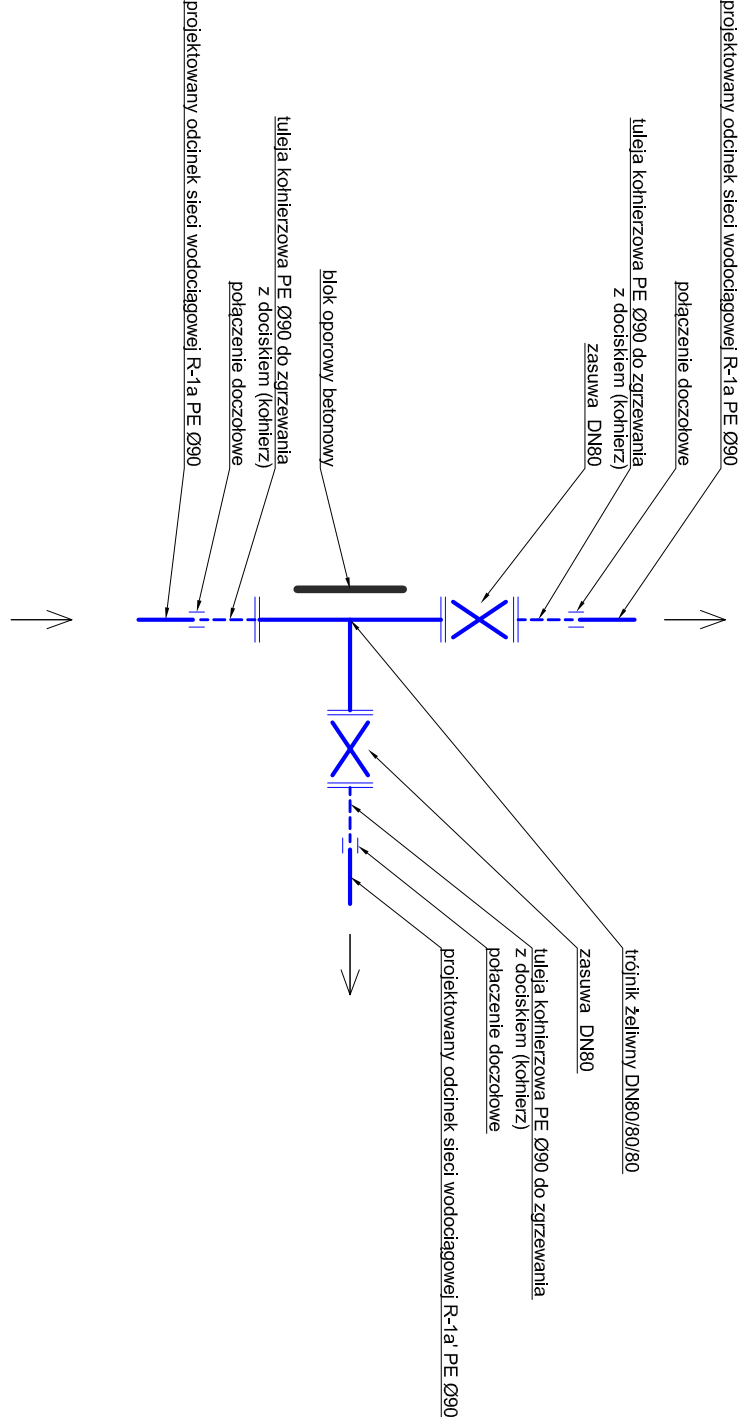 projektowany odcinek sieci wodociągowej R-1a PE Ø90
połączenie doczołowe
tuleja kołnierzowa PE Ø90 do zgrzewania
z dociskiem (kołnierz)
zasuwa DN80
trójnik żeliwny DN80/80/80
zasuwa DN80
tuleja kołnierzowa PE Ø90 do zgrzewania
z dociskiem (kołnierz)
połaczenie doczołowe
projektowany odcinek sieci wodociągowej R-1a' PE Ø90
blok oporowy betonowy
tuleja kołnierzowa PE Ø90 do zgrzewania
z dociskiem (kołnierz)
połączenie doczołowe
projektowany odcinek sieci wodociągowej R-1a PE Ø90